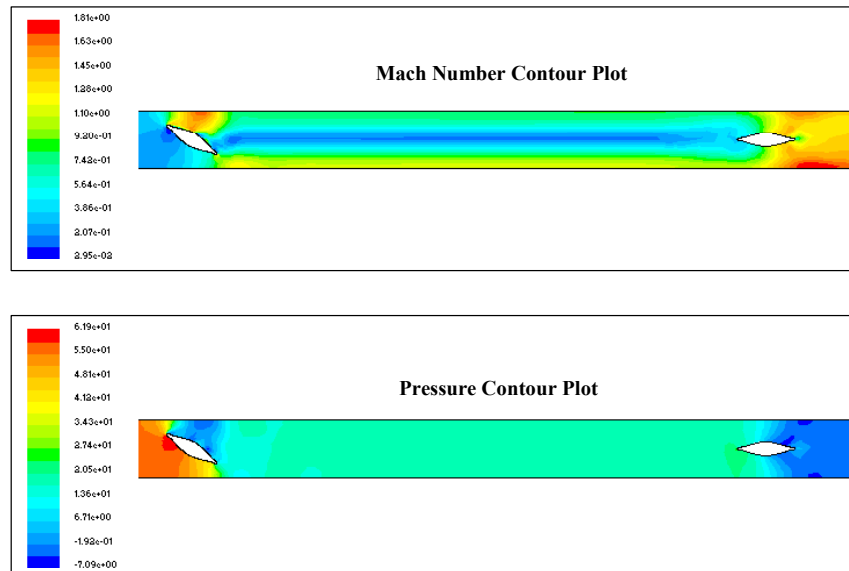 1.81e+00
1.63e+00
1.45e+00
1.28e+00
1.10e+00
9.20e-01
7.42e-01
5.64e-01
3.86e-01
2.07e-01
2.95e-02
Mach Number Contour Plot
6.19e+01
5.50e+01
4.81e+01
4.12e+01
3.43e+01
2.74e+01
2.05e+01
1.36e+01
6.71e+00
-1.92e-01
-7.09e+00
Pressure Contour Plot